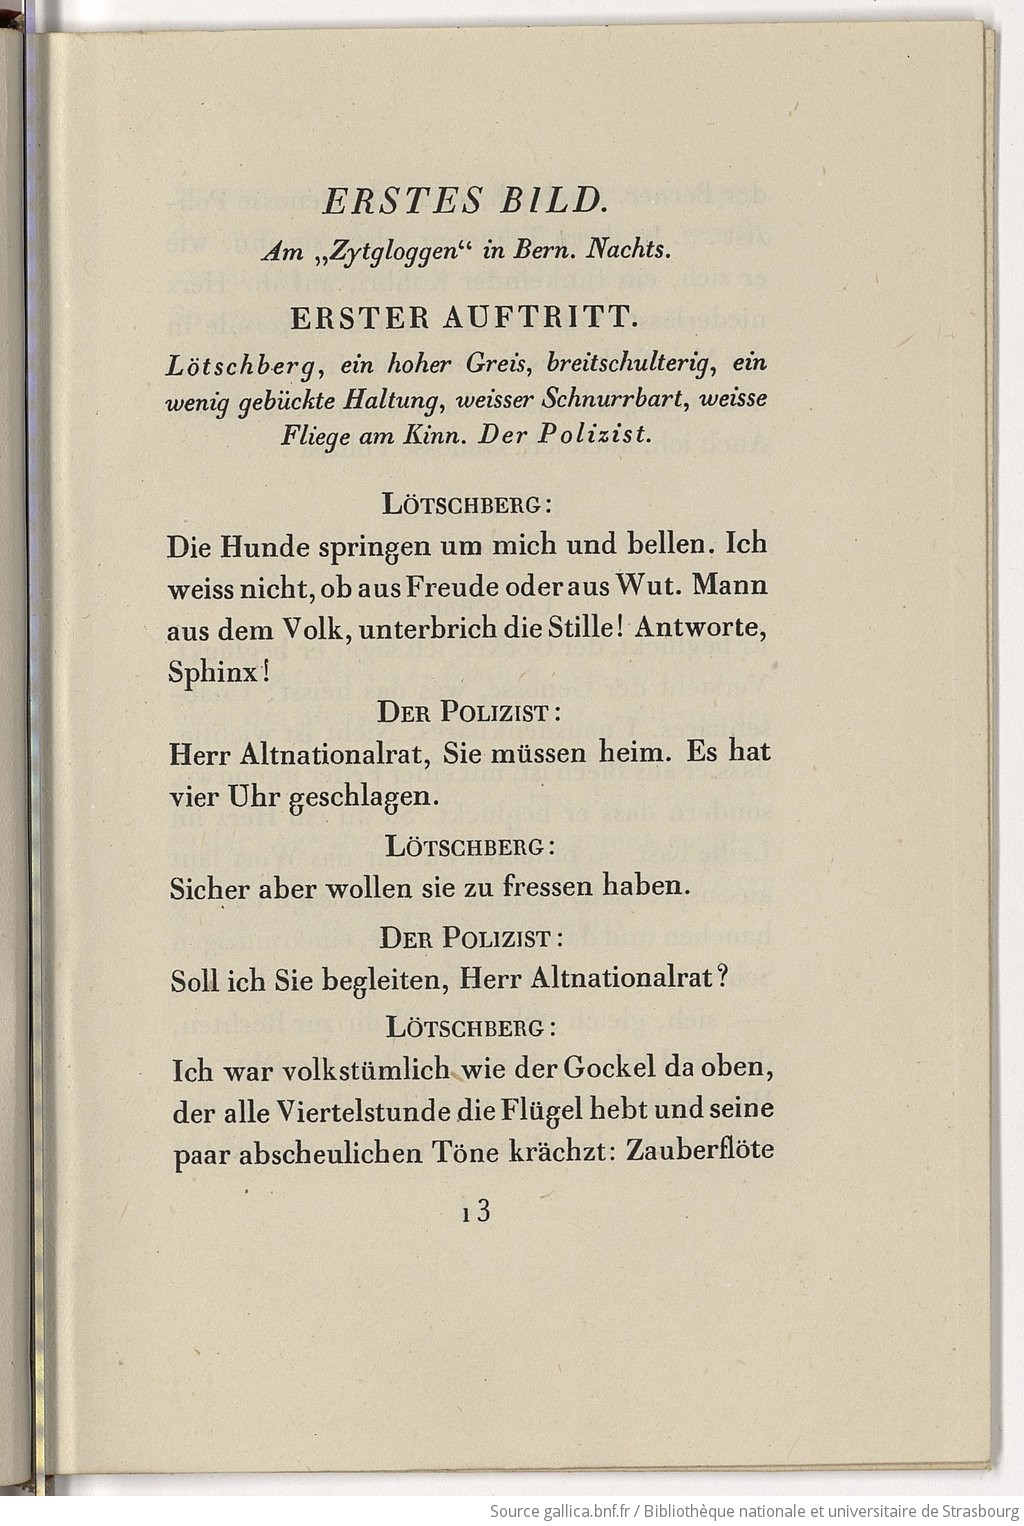 ERSTES BILD.
Am „Zytgloggen“ in Bern. Nachts.
ERSTER AUFTRITT.
Lötschberg, ein hoher Greis, breitschulterig, ein
wenig gebückte Haltung, weisser Schnurrbart, weisse
Fliege am Kinn. Der Polizist.
LÖTSCHBERG:
Die Hunde springen um mich und bellen. Ich
weiss nicht, ob aus Freude oder aus Wut. Mann
aus dem Volk, unterbrich die Stille! Antworte,
Sphinx!
DER POLIZIST:
Herr Altnationalrat, Sie müssen heim. Es hat
vier Uhr geschlagen.
LÖTSCHBERG:
Sicher aber wollen sie zu fressen haben.
DER POLIZIST:
Soll ich Sie begleiten, Herr Altnationalrat?
LÖTSCHBERG:
Ich war volkstümlich wie der Gockel da oben,
der alle Viertelstunde die Flügel hebt und seine
paar abscheulichen Töne krächzt: Zauberflöte
13
Source gallica.bnf.fr / Bibliothèque nationale et universitaire de Strasbourg